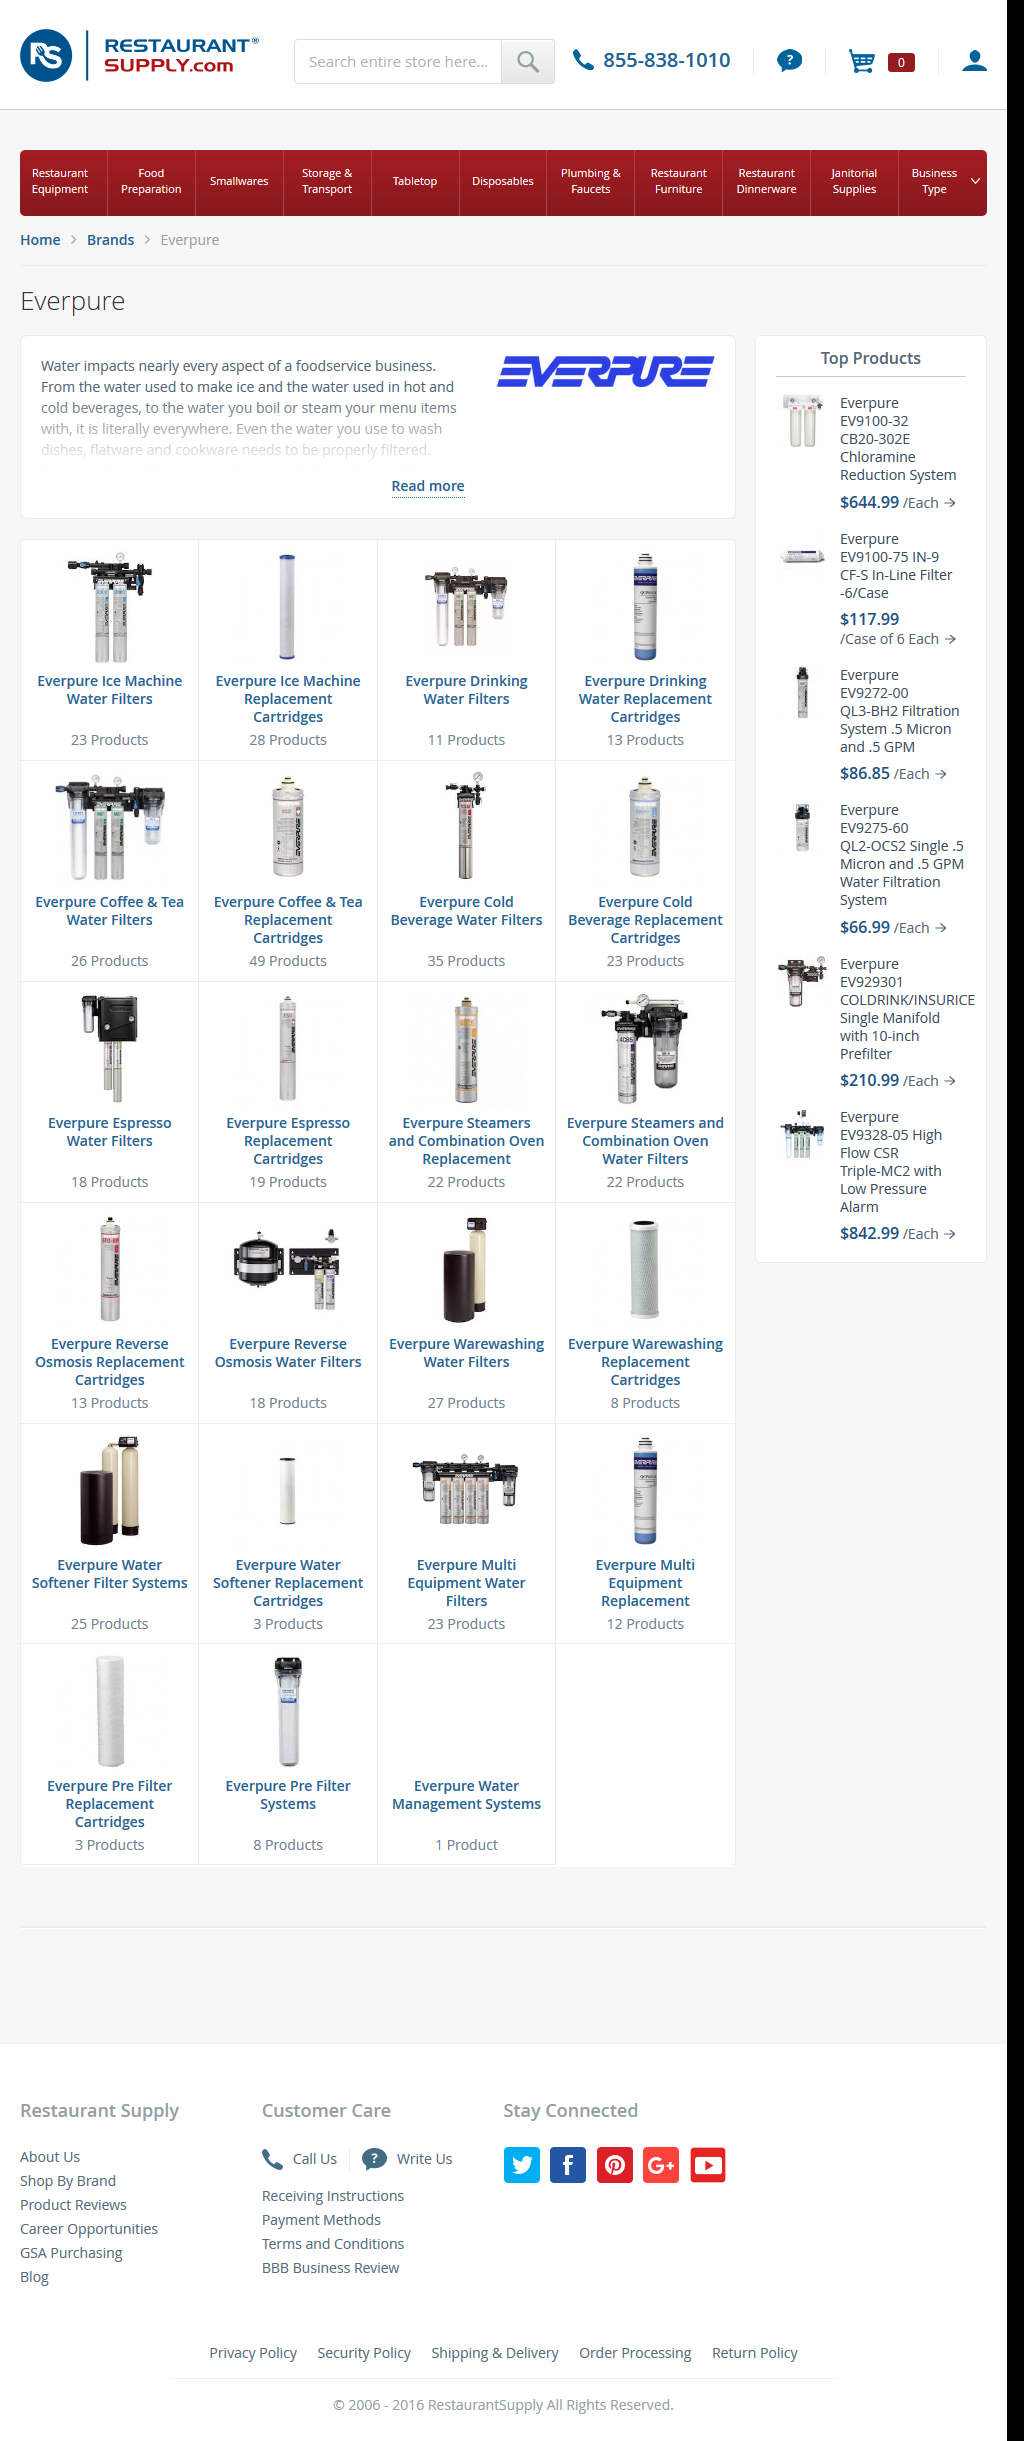 RS
RESTAURANT®
SUPPLY.com
Search entire store here...
855-838-1010
?
0
Restaurant Equipment
Food Preparation
Smallwares
Storage & Transport
Tabletop
Disposables
Plumbing & Faucets
Restaurant Furniture
Restaurant Dinnerware
Janitorial Supplies
Business Type
Home > Brands > Everpure
Everpure
Water impacts nearly every aspect of a foodservice business.
From the water used to make ice and the water used in hot and
cold beverages, to the water you boil or steam your menu items
with, it is literally everywhere. Even the water you use to wash
dishes, flatware and cookware needs to be properly filtered.
EVERPURE
Read more
Everpure Ice Machine
Water Filters
23 Products
Everpure Ice Machine
Replacement
Cartridges
28 Products
Everpure Drinking
Water Filters
11 Products
Everpure Drinking
Water Replacement
Cartridges
13 Products
Everpure Coffee & Tea
Water Filters
26 Products
Everpure Coffee & Tea
Replacement
Cartridges
49 Products
Everpure Cold
Beverage Water Filters
35 Products
Everpure Cold
Beverage Replacement
Cartridges
23 Products
Everpure Espresso
Water Filters
18 Products
Everpure Espresso
Replacement
Cartridges
19 Products
Everpure Steamers
and Combination Oven
Replacement
22 Products
Everpure Steamers and
Combination Oven
Water Filters
22 Products
Everpure Reverse
Osmosis Replacement
Cartridges
13 Products
Everpure Reverse
Osmosis Water Filters
18 Products
Everpure Warewashing
Water Filters
27 Products
Everpure Warewashing
Replacement
Cartridges
8 Products
Everpure Water
Softener Filter Systems
25 Products
Everpure Water
Softener Replacement
Cartridges
3 Products
Everpure Multi
Equipment Water
Filters
23 Products
Everpure Multi
Equipment
Replacement
12 Products
Everpure Pre Filter
Replacement
Cartridges
3 Products
Everpure Pre Filter
Systems
8 Products
Everpure Water
Management Systems
1 Product
Top Products
Everpure
EV9100-32
CB20-302E
Chloramine
Reduction System
$644.99 /Each
Everpure
EV9100-75 IN-9
CF-S In-Line Filter
-6/Case
$117.99
/Case of 6 Each
Everpure
EV9272-00
QL3-BH2 Filtration
System .5 Micron
and .5 GPM
$86.85 /Each
Everpure
EV9275-60
QL2-OCS2 Single .5
Micron and .5 GPM
Water Filtration
System
$66.99 /Each
Everpure
EV929301
COLDRINK/INSURICE
Single Manifold
with 10-inch
Prefilter
$210.99 /Each
Everpure
EV9328-05 High
Flow CSR
Triple-MC2 with
Low Pressure
Alarm
$842.99 /Each
Restaurant Supply
About Us
Shop By Brand
Product Reviews
Career Opportunities
GSA Purchasing
Blog
Customer Care
Call Us
? Write Us
Receiving Instructions
Payment Methods
Terms and Conditions
BBB Business Review
Stay Connected
f
G+
Privacy Policy Security Policy Shipping & Delivery Order Processing Return Policy
© 2006 - 2016 RestaurantSupply All Rights Reserved.